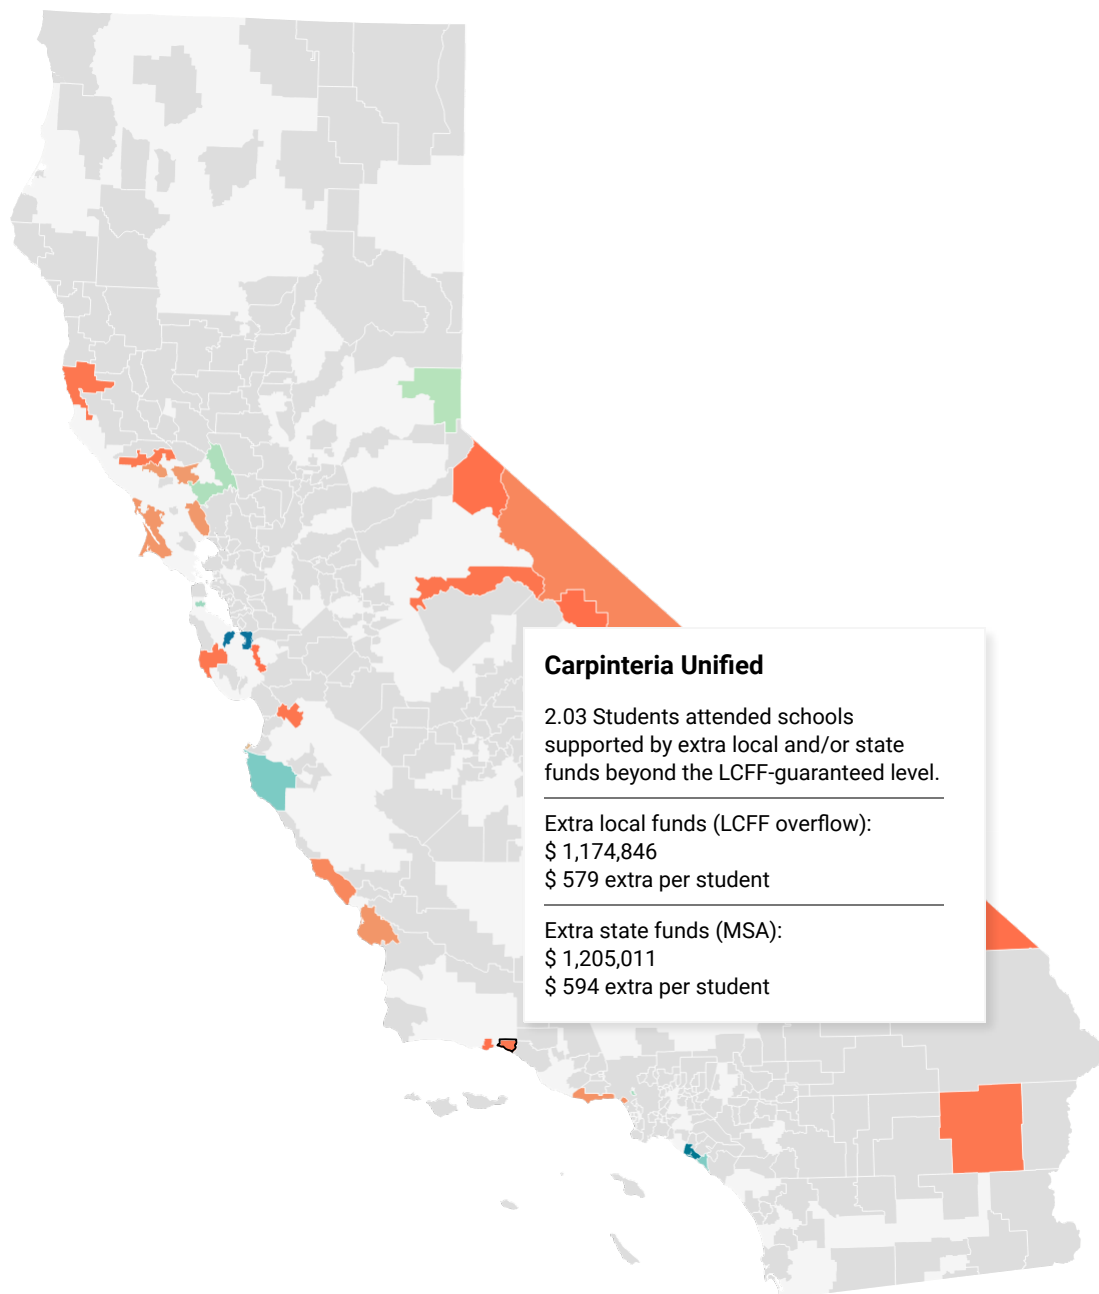 Carpinteria Unified
2.03 Students attended schools
supported by extra local and/or state
funds beyond the LCFF-guaranteed level.
Extra local funds (LCFF overflow):
$ 1,174,846
$ 579 extra per student
Extra state funds (MSA):
$ 1,205,011
$ 594 extra per student